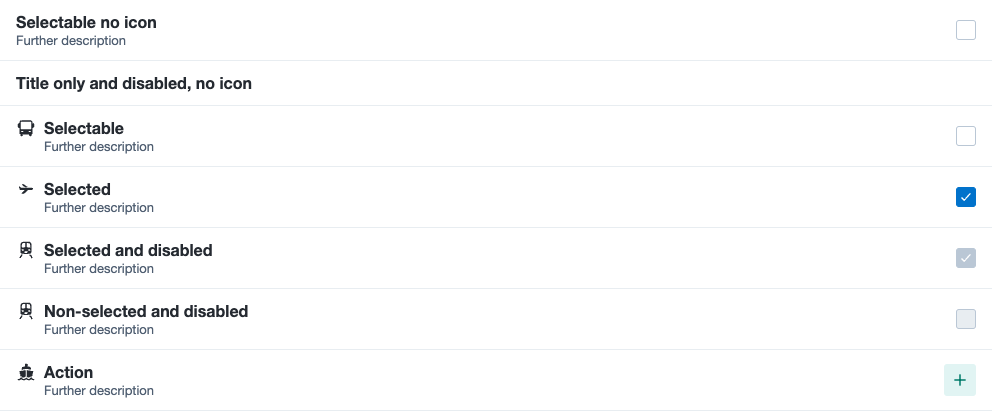 Selectable no icon
Further description
Title only and disabled, no icon
Selectable
Further description
Selected
Further description
Selected and disabled
Further description
Non-selected and disabled
Further description
Action
Further description